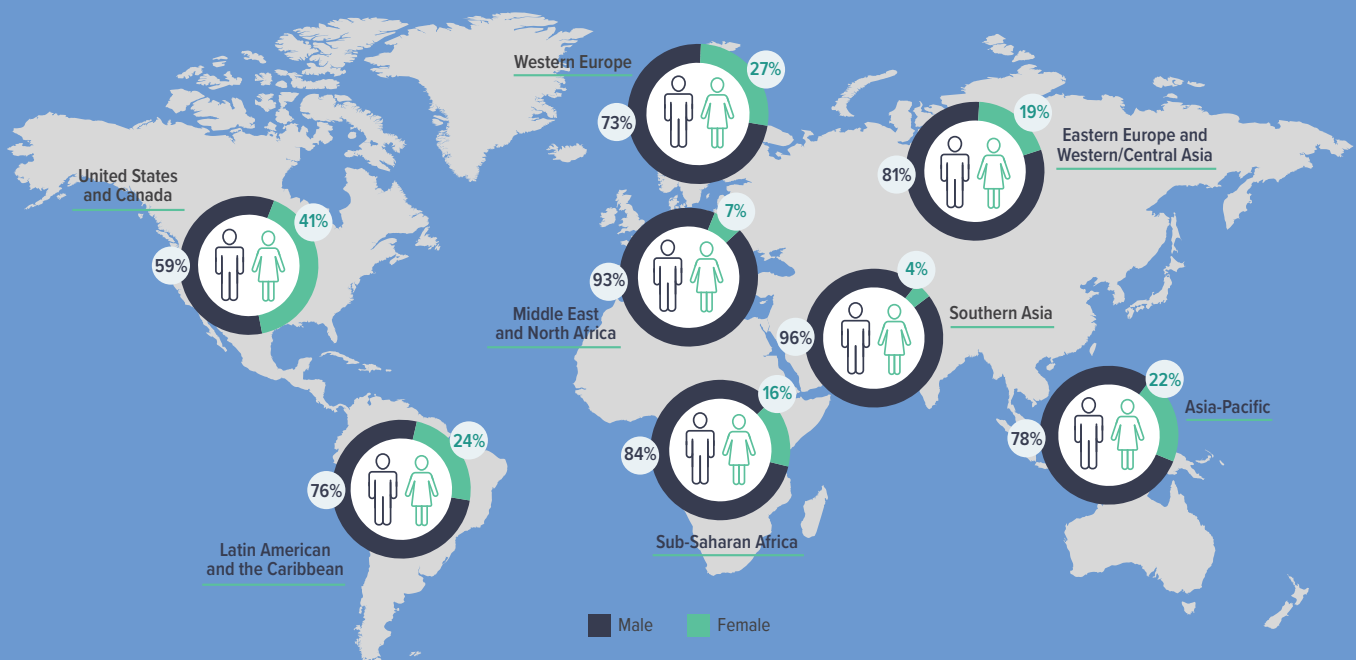 Western Europe
27%
73%
19%
Eastern Europe and
Western/Central Asia
81%
United States
and Canada
41%
59%
7%
93%
Middle East
and North Africa
4%
Southern Asia
96%
16%
84%
Sub-Saharan Africa
22%
Asia-Pacific
78%
24%
76%
Latin American
and the Caribbean
Male
Female